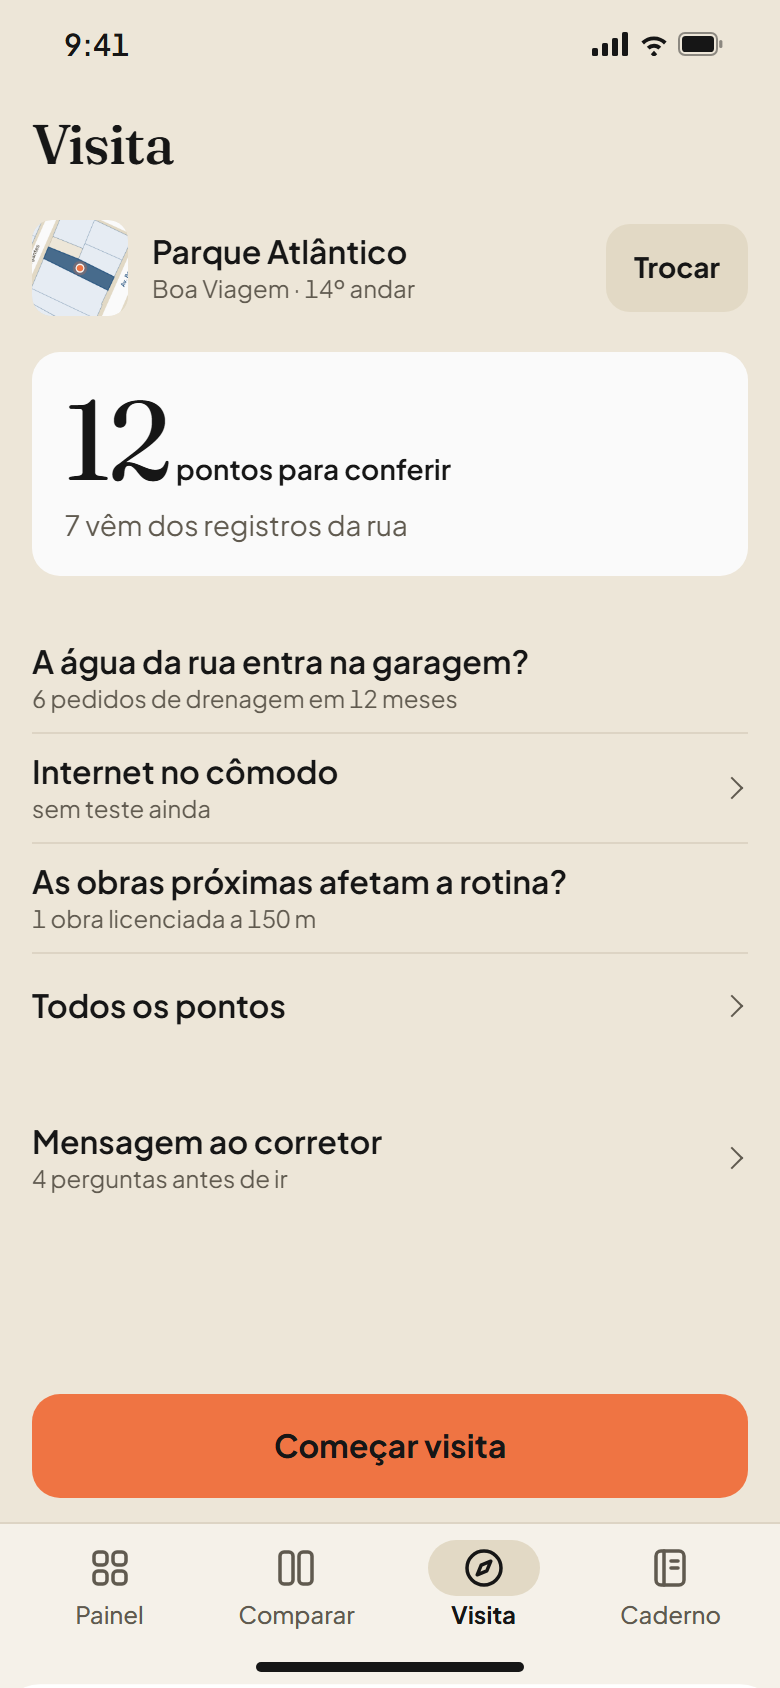 9:41
Visita
Parque Atlântico
Boa Viagem · 14º andar
Trocar
12 pontos para conferir
7 vêm dos registros da rua
A água da rua entra na garagem?
6 pedidos de drenagem em 12 meses
Internet no cômodo
sem teste ainda
As obras próximas afetam a rotina?
1 obra licenciada a 150 m
Todos os pontos
Mensagem ao corretor
4 perguntas antes de ir
Começar visita
Painel
Comparar
Visita
Caderno